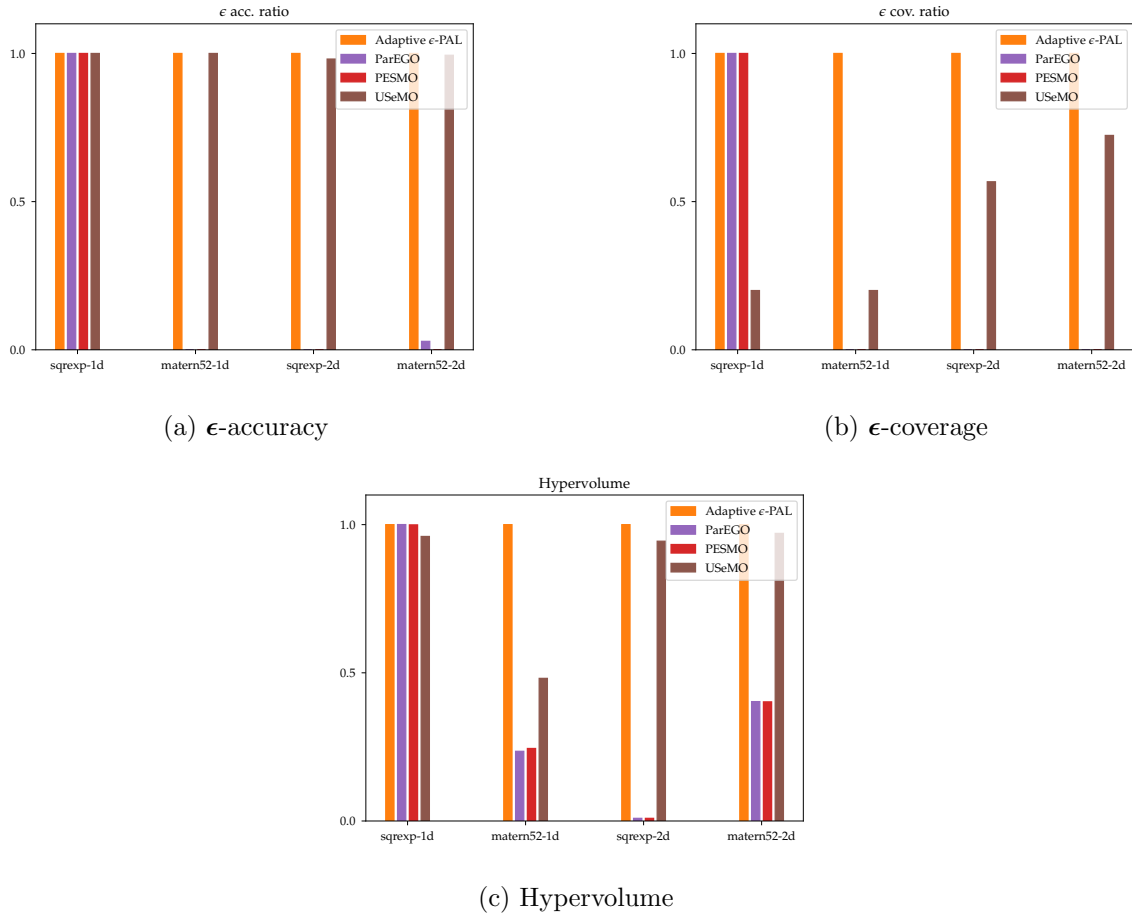 ϵ acc. ratio
1.0
0.5
0.0
Adaptive ϵ-PAL
ParEGO
PESMO
USeMO
sqrexp-1d
matern52-1d
sqrexp-2d
matern52-2d
(a) ϵ-accuracy
ϵ cov. ratio
1.0
0.5
0.0
Adaptive ϵ-PAL
ParEGO
PESMO
USeMO
sqrexp-1d
matern52-1d
sqrexp-2d
matern52-2d
(b) ϵ-coverage
Hypervolume
1.0
0.5
0.0
Adaptive ϵ-PAL
ParEGO
PESMO
USeMO
sqrexp-1d
matern52-1d
sqrexp-2d
matern52-2d
(c) Hypervolume